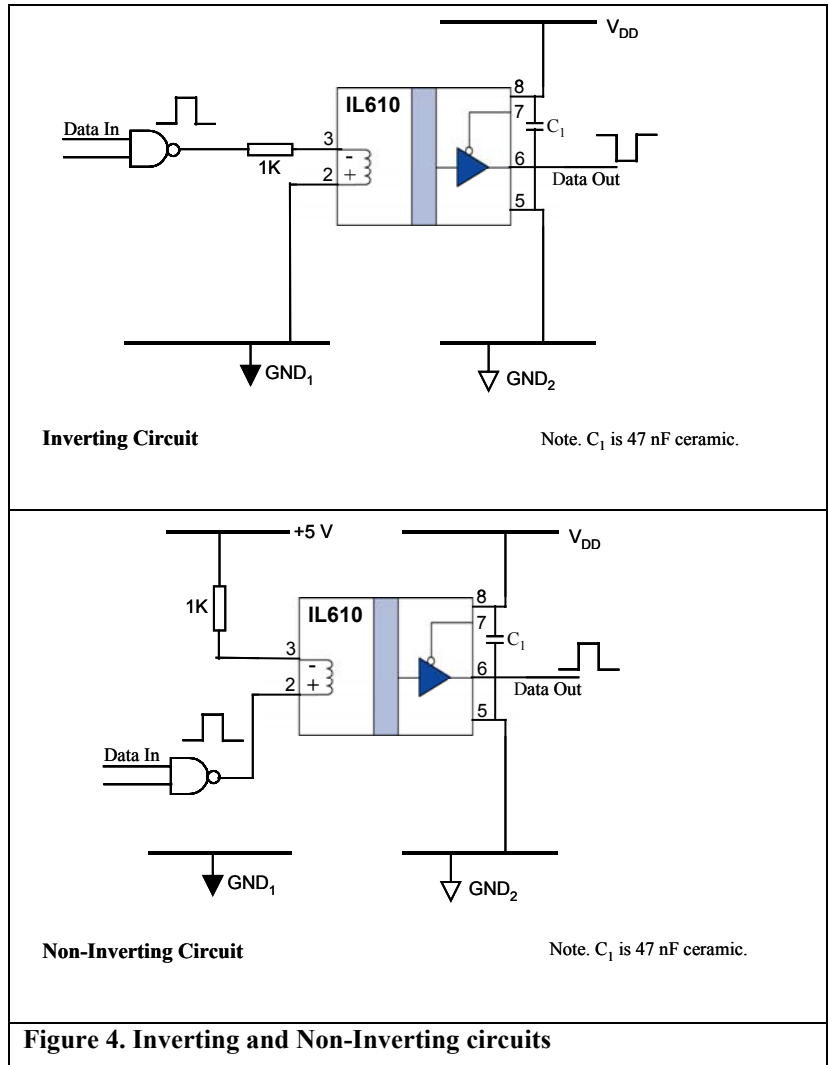 V_DD
IL610
8
7
C_1
Data In
3
-
6
1K
2
+
Data Out
5
GND_1
GND_2
Inverting Circuit
Note. C_1 is 47 nF ceramic.
+5 V
V_DD
1K
IL610
8
7
C_1
3
-
6
2
+
Data Out
5
Data In
GND_1
GND_2
Non-Inverting Circuit
Note. C_1 is 47 nF ceramic.
Figure 4. Inverting and Non-Inverting circuits